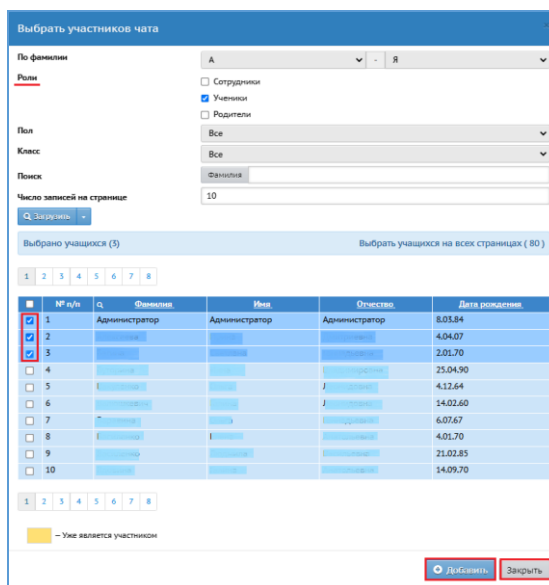 Выбрать участников чата
По фамилии А - Я
Роли Сотрудники
Ученики
Родители
Пол Все
Класс Все
Поиск Фамилия
Число записей на странице 10
Загрузить
Выбрано учащихся (3) Выбрать учащихся на всех страницах ( 80 )
1 2 3 4 5 6 7 8
№ п/п Фамилия Имя Отчество Дата рождения
1 Администратор Администратор Администратор 8.03.84
2 4.04.07
3 2.01.70
4 25.04.90
5 4.12.64
6 14.02.60
7 6.07.67
8 4.01.70
9 21.02.85
10 14.09.70
1 2 3 4 5 6 7 8
– Уже является участником
Добавить Закрыть